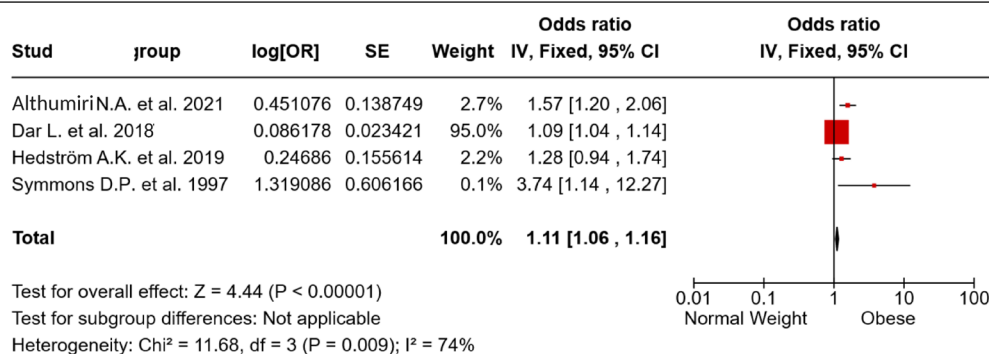 Odds ratio Odds ratio
Stud group log[OR] SE Weight IV, Fixed, 95% CI IV, Fixed, 95% CI
Althumiri N.A. et al. 2021 0.451076 0.138749 2.7% 1.57 [1.20 , 2.06]
Dar L. et al. 2018 0.086178 0.023421 95.0% 1.09 [1.04 , 1.14]
Hedström A.K. et al. 2019 0.24686 0.155614 2.2% 1.28 [0.94 , 1.74]
Symmons D.P. et al. 1997 1.319086 0.606166 0.1% 3.74 [1.14 , 12.27]
Total 100.0% 1.11 [1.06 , 1.16]
Test for overall effect: Z = 4.44 (P < 0.00001)
Test for subgroup differences: Not applicable
Heterogeneity: Chi² = 11.68, df = 3 (P = 0.009); I² = 74%
0.01 0.1 1 10 100
Normal Weight Obese